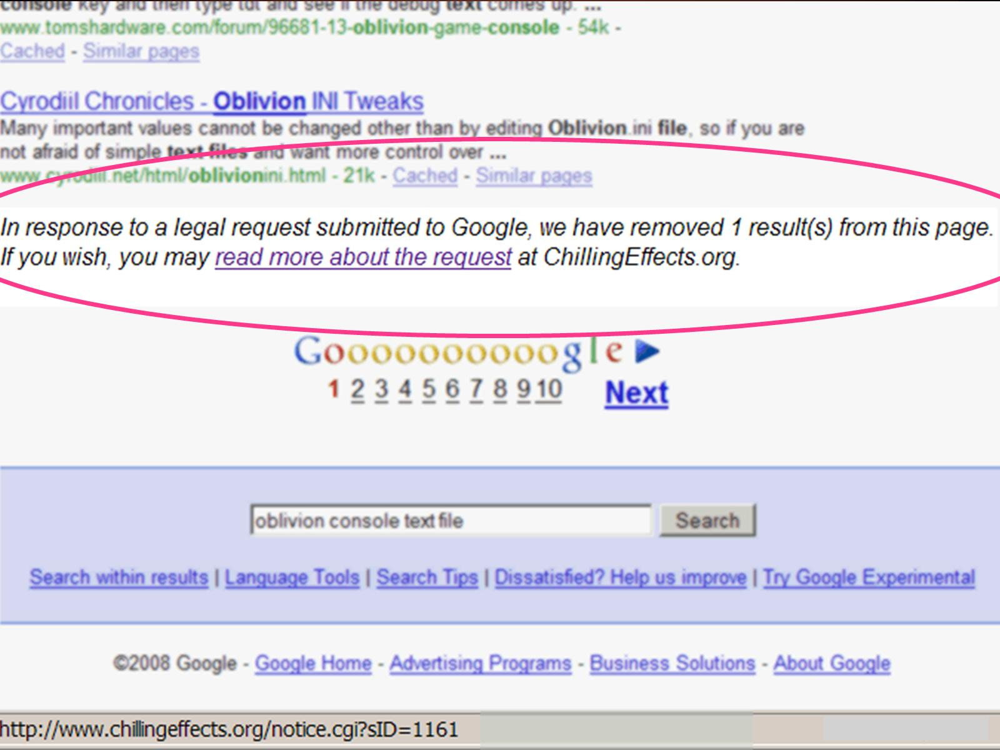 console key and then type tdt and see if the debug text comes up. ...
www.tomshardware.com/forum/96681-13-oblivion-game-console - 54k -
Cached - Similar pages
Cyrodiil Chronicles - Oblivion INI Tweaks
Many important values cannot be changed other than by editing Oblivion.ini file, so if you are
not afraid of simple text files and want more control over ...
www.cyrodiil.net/html/oblivionini.html - 21k - Cached - Similar pages
In response to a legal request submitted to Google, we have removed 1 result(s) from this page.
If you wish, you may read more about the request at ChillingEffects.org.
Goooooooooogle
1 2 3 4 5 6 7 8 9 10 Next
oblivion console text file Search
Search within results | Language Tools | Search Tips | Dissatisfied? Help us improve | Try Google Experimental
©2008 Google - Google Home - Advertising Programs - Business Solutions - About Google
http://www.chillingeffects.org/notice.cgi?sID=1161